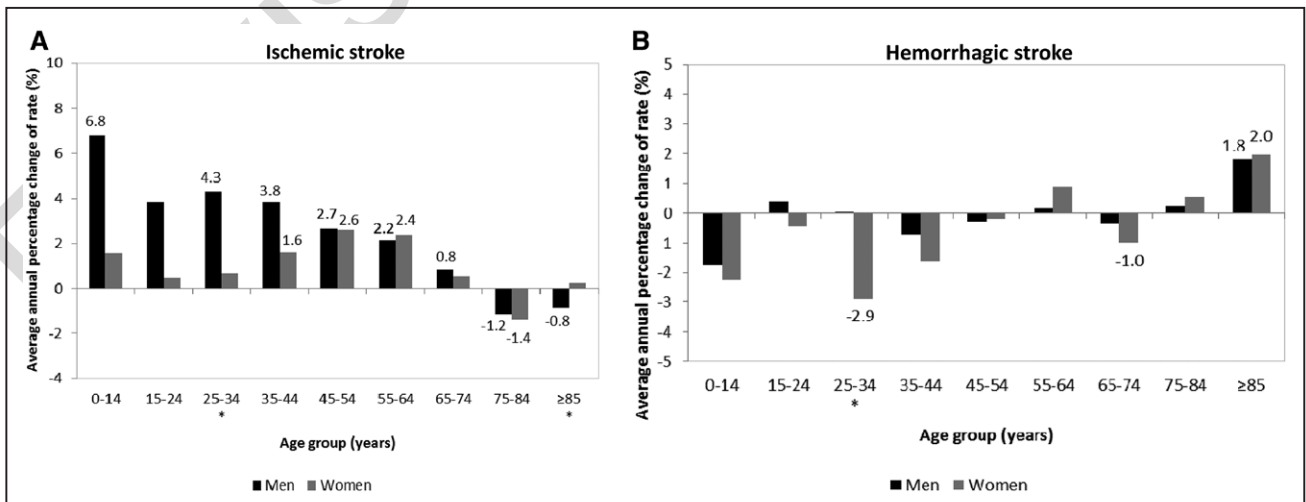 A
Ischemic stroke
Average annual percentage change of rate (%)
10
8
6
4
2
0
-2
-4
6.8
4.3
3.8
1.6
2.7 2.6
2.2 2.4
0.8
-1.2
-1.4
-0.8
0-14 15-24 25-34 35-44 45-54 55-64 65-74 75-84 ≥85
* *
Age group (years)
Men Women
B
Hemorrhagic stroke
Average annual percentage change of rate (%)
5
4
3
2
1
0
1
-2
-3
-4
-5
-2.9
-1.0
1.8 2.0
0-14 15-24 25-34 35-44 45-54 55-64 65-74 75-84 ≥85
*
Age group (years)
Men Women